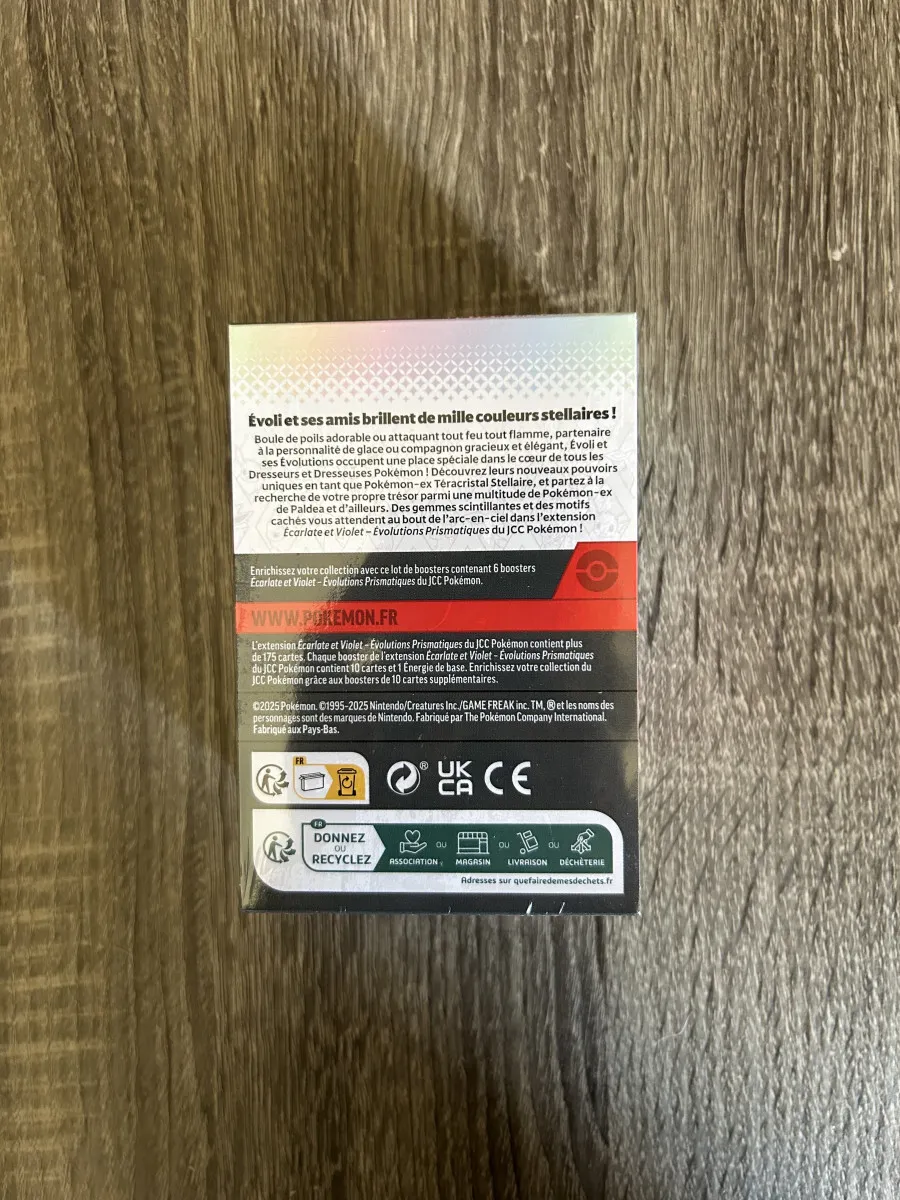 Évoli et ses amis brillent de mille couleurs stellaires !
Boule de poils adorable ou attaquant tout feu tout flamme, partenaire
à la personnalité de glace ou compagnon gracieux et élégant, Évoli et
ses Évolutions occupent une place spéciale dans le cœur de tous les
Dresseurs et Dresseuses Pokémon ! Découvrez leurs nouveaux pouvoirs
uniques en tant que Pokémon-ex Téracristal Stellaire, et partez à la
recherche de votre propre trésor parmi une multitude de Pokémon-ex
de Paldea et d'ailleurs. Des gemmes scintillantes et des motifs
cachés vous attendent au bout de l'arc-en-ciel dans l'extension
Écarlate et Violet – Évolutions Prismatiques du JCC Pokémon !
Enrichissez votre collection avec ce lot de boosters contenant 6 boosters
Écarlate et Violet – Évolutions Prismatiques du JCC Pokémon.
WWW.POKEMON.FR
L'extension Écarlate et Violet – Évolutions Prismatiques du JCC Pokémon contient plus
de 175 cartes. Chaque booster de l'extension Écarlate et Violet – Évolutions Prismatiques
du JCC Pokémon contient 10 cartes et 1 Énergie de base. Enrichissez votre collection du
JCC Pokémon grâce aux boosters de 10 cartes supplémentaires.
©2025 Pokémon. ©1995-2025 Nintendo/Creatures Inc./GAME FREAK inc. TM, ® et les noms des
personnages sont des marques de Nintendo. Fabriqué par The Pokémon Company International.
Fabriqué aux Pays-Bas.
FR
® UK CA CE
FR
DONNEZ
OU
RECYCLEZ
ASSOCIATION OU MAGASIN OU LIVRAISON OU DÉCHÈTERIE
Adresses sur quefairedemesdechets.fr